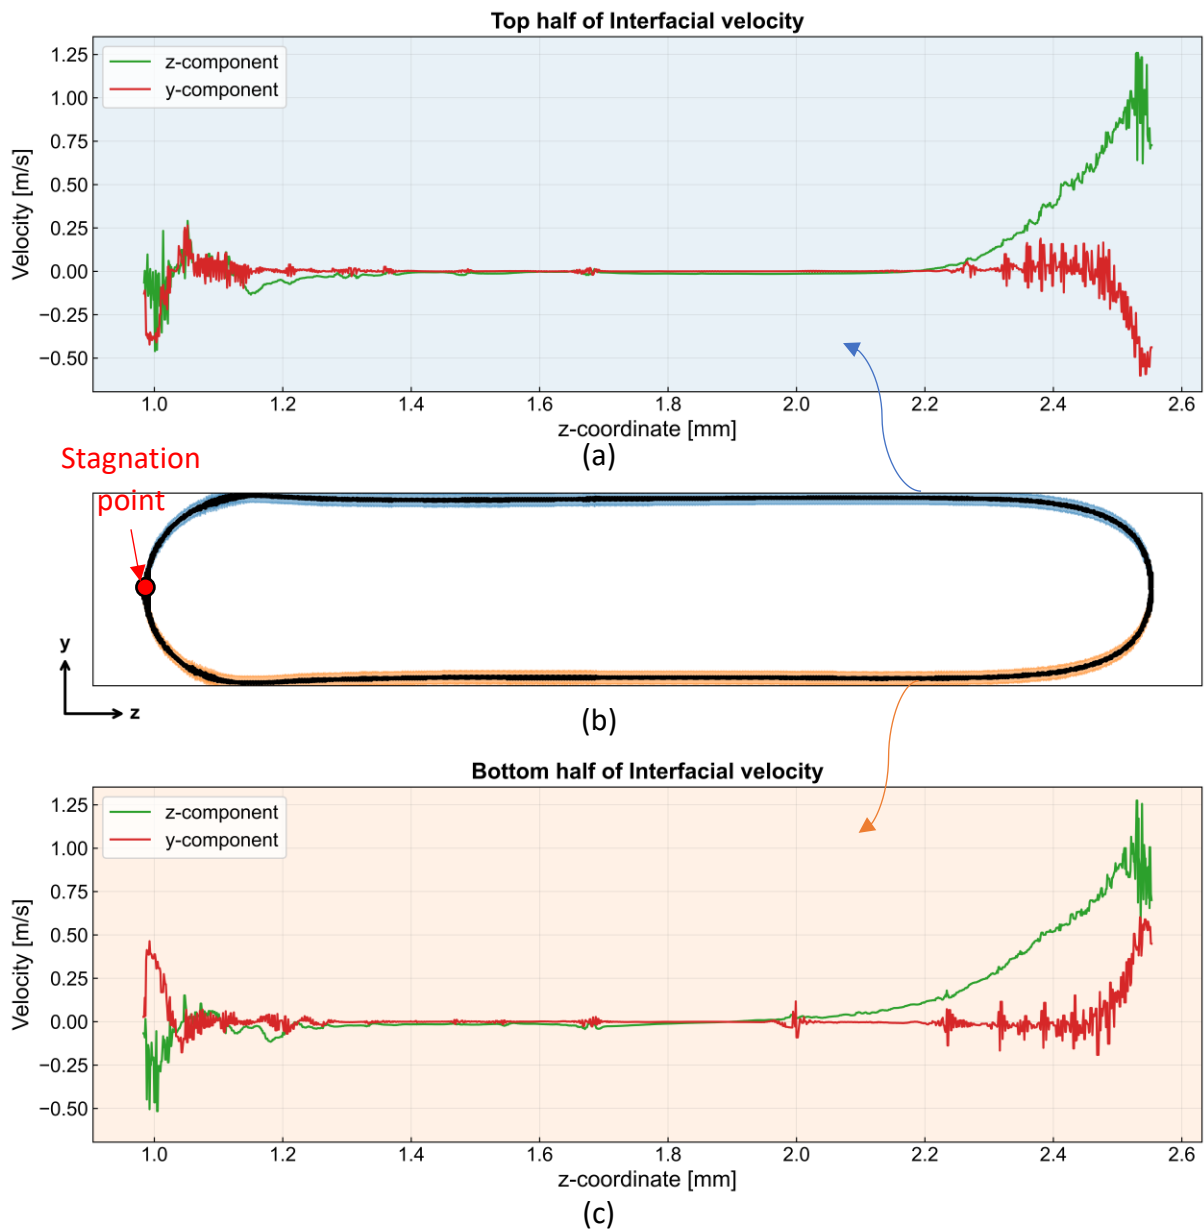 Top half of Interfacial velocity
z-component
y-component
Velocity [m/s]
1.25
1.00
0.75
0.50
0.25
0.00
−0.25
−0.50
1.0 1.2 1.4 1.6 1.8 2.0 2.2 2.4 2.6
z-coordinate [mm]
(a)
Stagnation
point
y
z
(b)
Bottom half of Interfacial velocity
z-component
y-component
Velocity [m/s]
1.25
1.00
0.75
0.50
0.25
0.00
−0.25
−0.50
1.0 1.2 1.4 1.6 1.8 2.0 2.2 2.4 2.6
z-coordinate [mm]
(c)